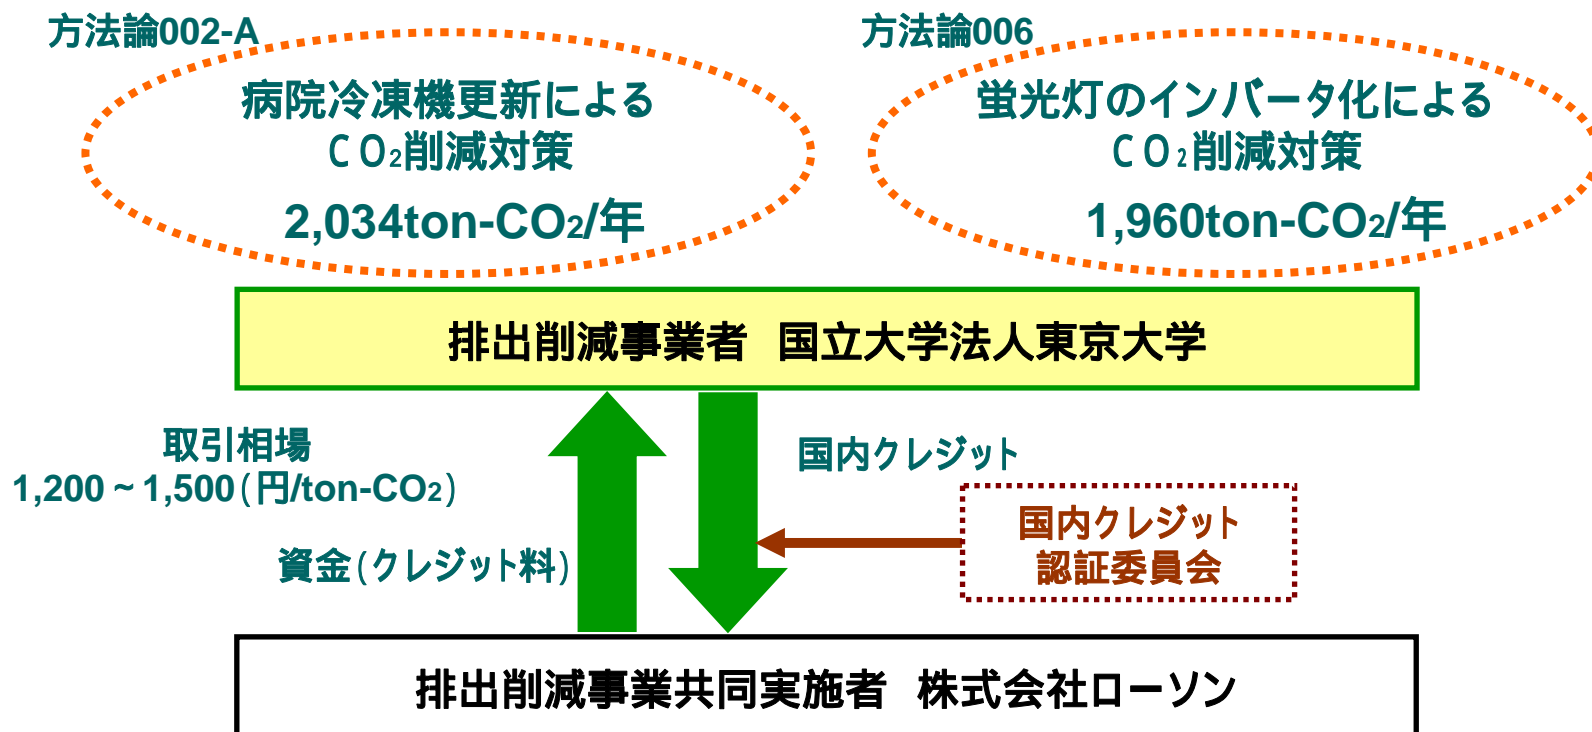 方法論002-A
病院冷凍機更新による
CO₂削減対策
2,034ton-CO₂/年
方法論006
蛍光灯のインバータ化による
CO₂削減対策
1,960ton-CO₂/年
排出削減事業者　国立大学法人東京大学
取引相場
1,200～1,500(円/ton-CO₂)
資金(クレジット料)
国内クレジット
国内クレジット
認証委員会
排出削減事業共同実施者　株式会社ローソン